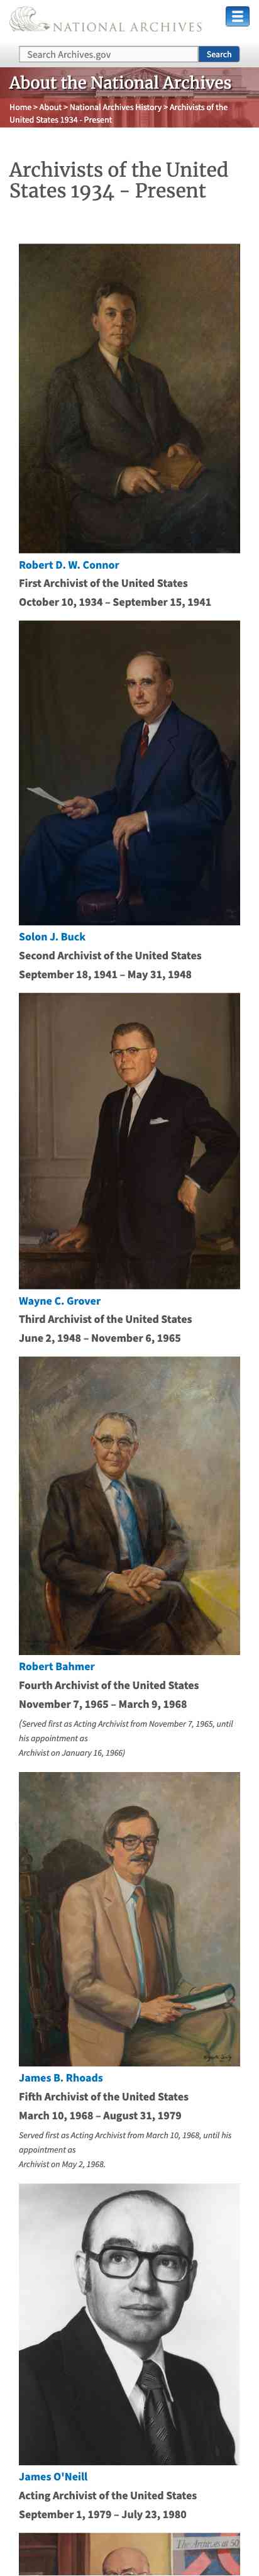 NATIONAL ARCHIVES
Search Archives.gov
Search
About the National Archives
Home > About > National Archives History > Archivists of the
United States 1934 - Present
Archivists of the United
States 1934 - Present
Robert D. W. Connor
First Archivist of the United States
October 10, 1934 – September 15, 1941
Solon J. Buck
Second Archivist of the United States
September 18, 1941 – May 31, 1948
Wayne C. Grover
Third Archivist of the United States
June 2, 1948 – November 6, 1965
Robert Bahmer
Fourth Archivist of the United States
November 7, 1965 – March 9, 1968
(Served first as Acting Archivist from November 7, 1965, until
his appointment as
Archivist on January 16, 1966)
James B. Rhoads
Fifth Archivist of the United States
March 10, 1968 – August 31, 1979
Served first as Acting Archivist from March 10, 1968, until his
appointment as
Archivist on May 2, 1968.
James O'Neill
Acting Archivist of the United States
September 1, 1979 – July 23, 1980